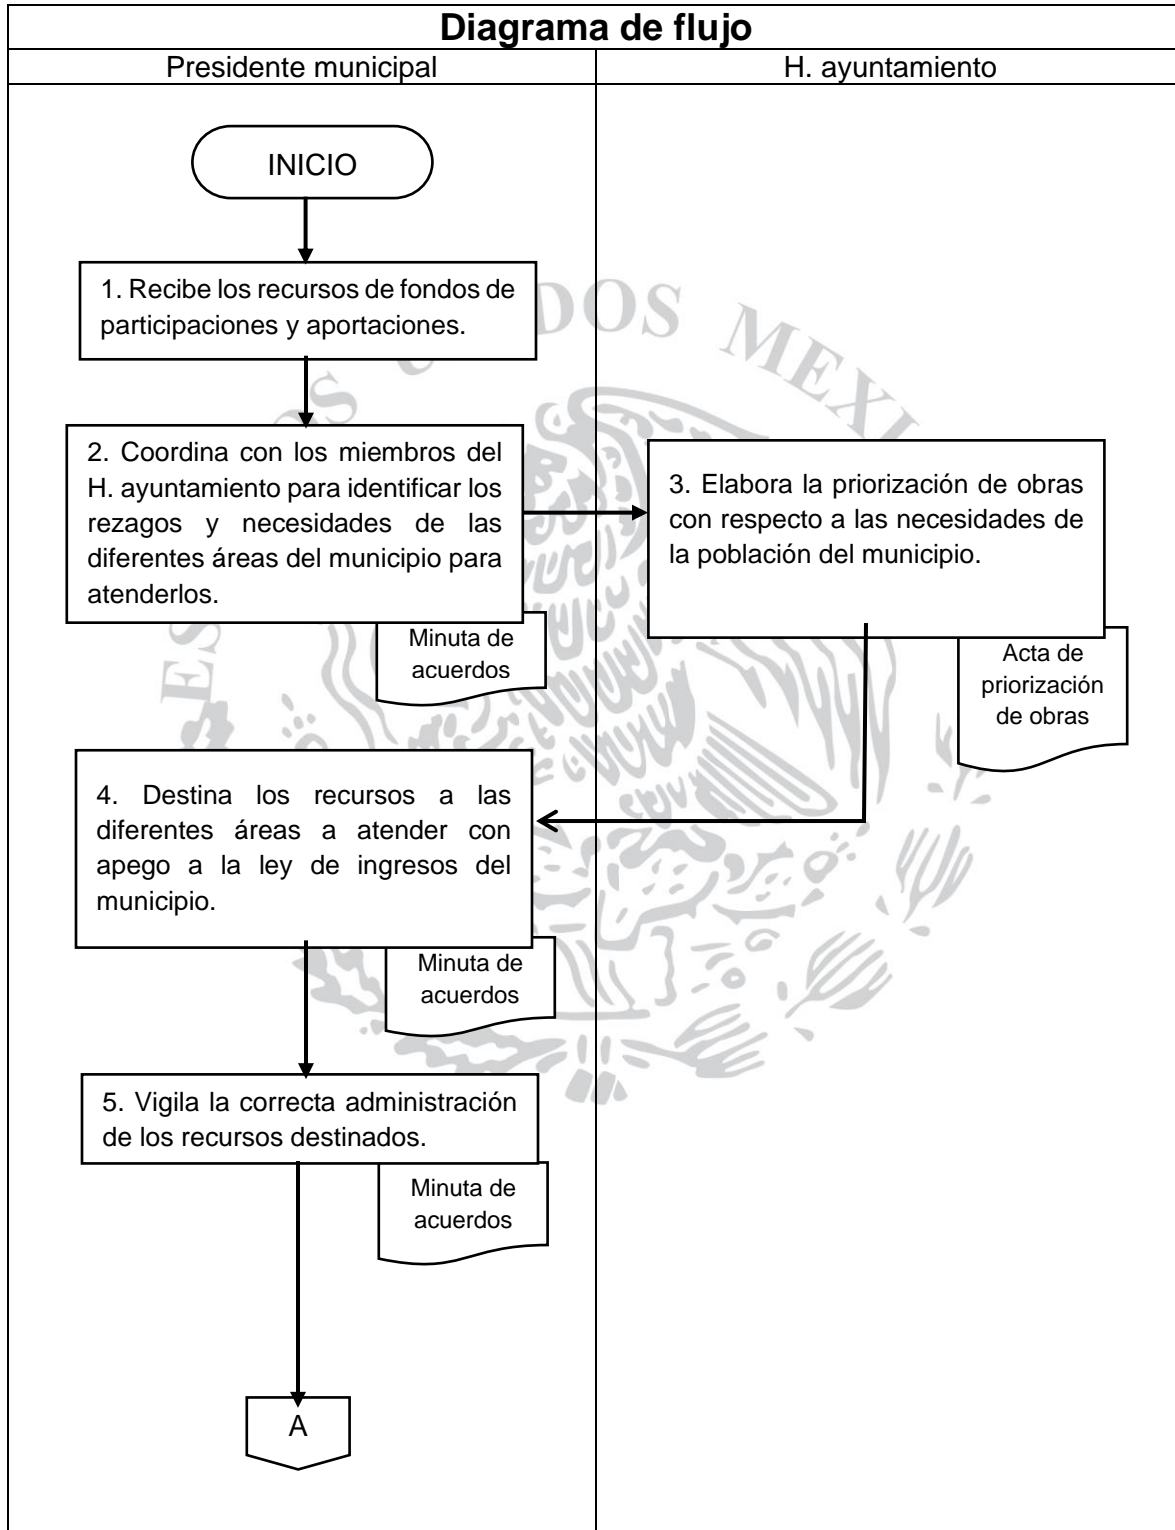 Diagrama de flujo
Presidente municipal
H. ayuntamiento
INICIO
1. Recibe los recursos de fondos de
participaciones y aportaciones.
2. Coordina con los miembros del
H. ayuntamiento para identificar los
rezagos y necesidades de las
diferentes áreas del municipio para
atenderlos.
Minuta de
acuerdos
3. Elabora la priorización de obras
con respecto a las necesidades de
la población del municipio.
Acta de
priorización
de obras
4. Destina los recursos a las
diferentes áreas a atender con
apego a la ley de ingresos del
municipio.
Minuta de
acuerdos
5. Vigila la correcta administración
de los recursos destinados.
Minuta de
acuerdos
A